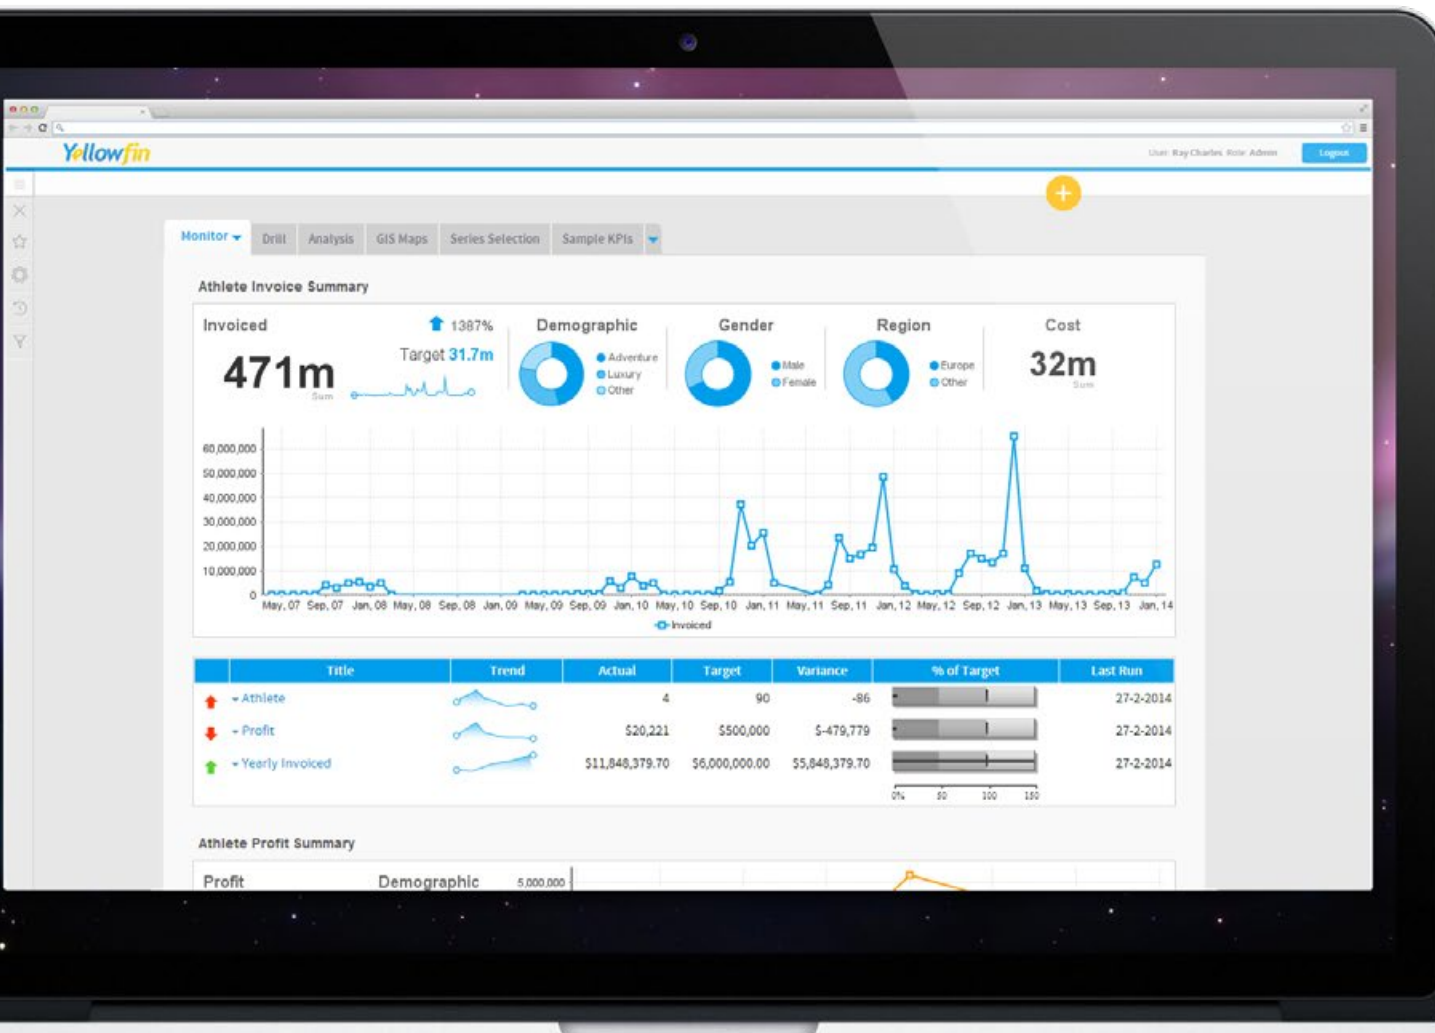 Yellowfin
User: Ray Charles Role: Admin
Logout
Monitor
Drill
Analysis
GIS Maps
Series Selection
Sample KPIs
Athlete Invoice Summary
Invoiced
1387%
Target 31.7m
471m
Sum
Demographic
Adventure
Luxury
Other
Gender
Male
Female
Region
Europe
Other
Cost
32m
Sum
60,000,000
50,000,000
40,000,000
30,000,000
20,000,000
10,000,000
0
May, 07 Sep, 07 Jan, 08 May, 08 Sep, 08 Jan, 09 May, 09 Sep, 09 Jan, 10 May, 10 Sep, 10 Jan, 11 May, 11 Sep, 11 Jan, 12 May, 12 Sep, 12 Jan, 13 May, 13 Sep, 13 Jan, 14
Invoiced
Title Trend Actual Target Variance % of Target Last Run
Athlete 4 90 -86 27-2-2014
Profit $20,221 $500,000 $-479,779 27-2-2014
Yearly Invoiced $11,848,379.70 $6,000,000.00 $5,848,379.70 27-2-2014
0% 50 100 150
Athlete Profit Summary
Profit
Demographic
5,000,000